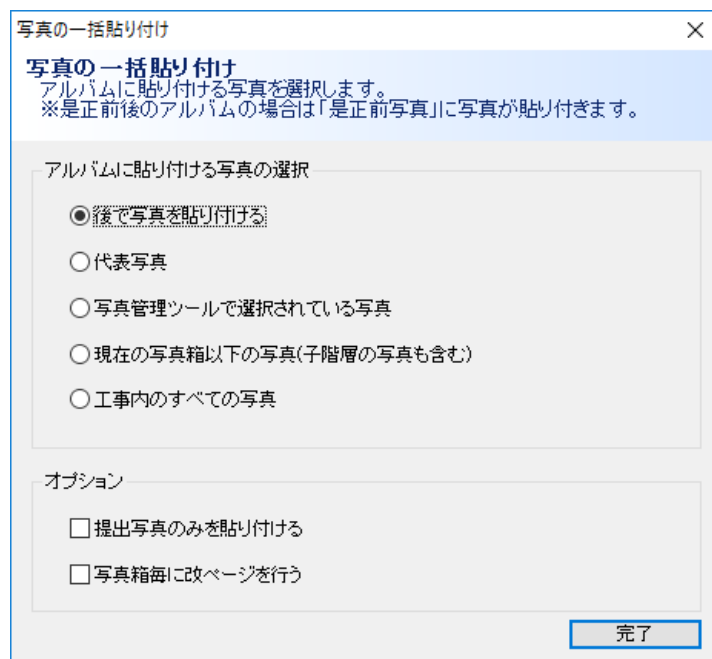 写真の一括貼り付け
写真の一括貼り付け
アルバムに貼り付ける写真を選択します。
※是正前後のアルバムの場合は「是正前写真」に写真が貼り付きます。
アルバムに貼り付ける写真の選択
後で写真を貼り付ける
代表写真
写真管理ツールで選択されている写真
現在の写真箱以下の写真(子階層の写真も含む)
工事内のすべての写真
オプション
提出写真のみを貼り付ける
写真箱毎に改ページを行う
完了